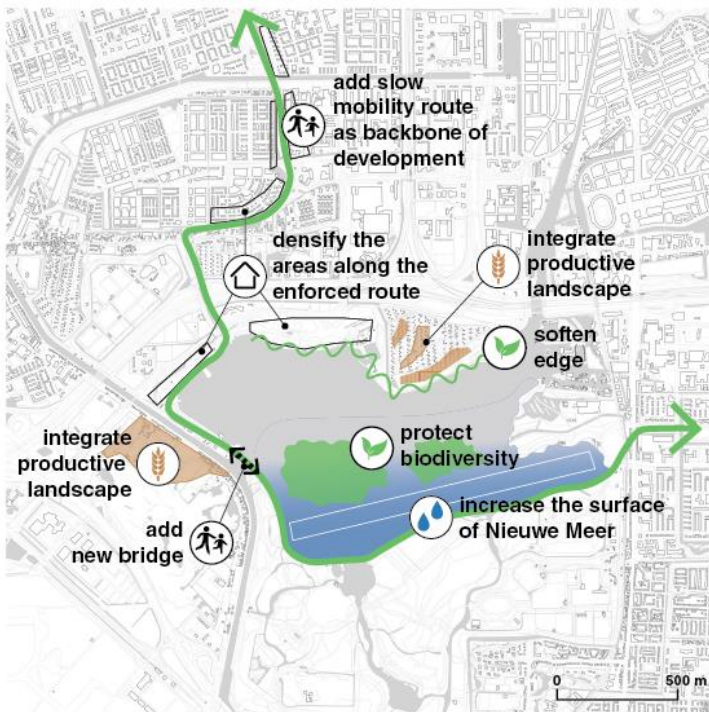 add slow
mobility route
as backbone of
development
densify the
areas along the
enforced route
integrate
productive
landscape
soften
edge
integrate
productive
landscape
protect
biodiversity
add
new bridge
increase the surface
of Nieuwe Meer
0 500 m